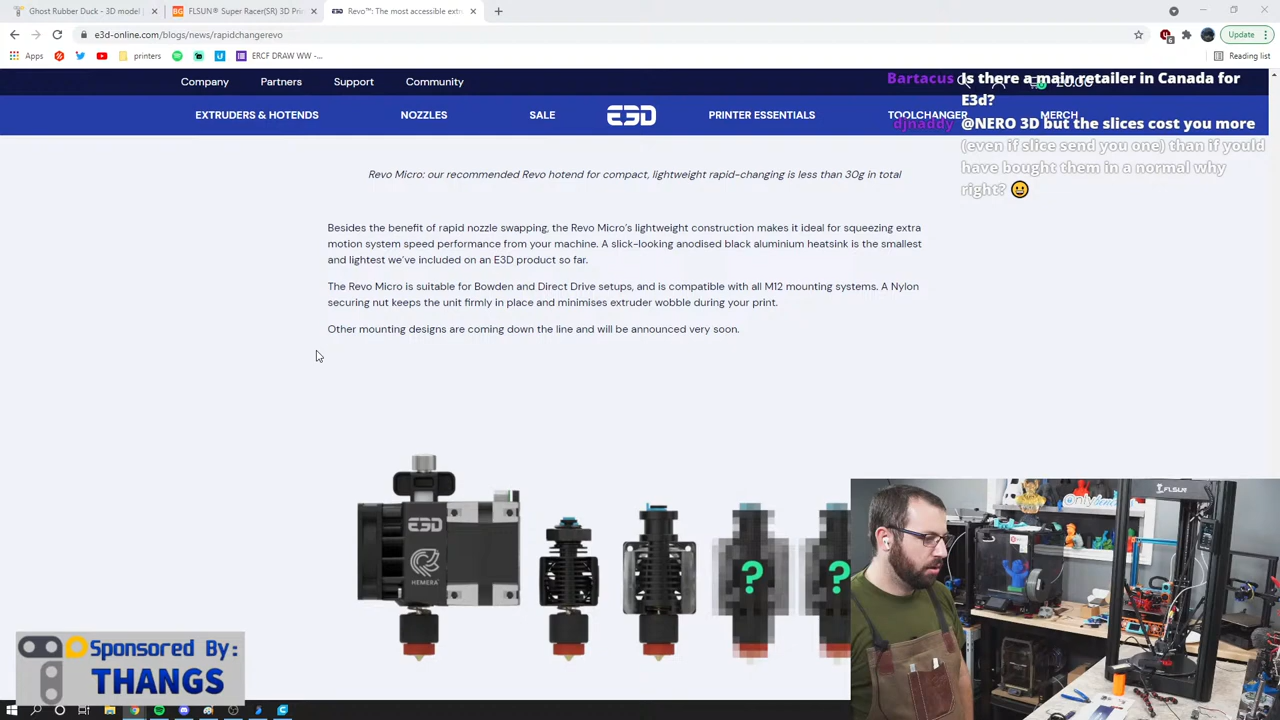 Ghost Rubber Duck - 3D model |
FLSUN® Super Racer(SR) 3D Prin
Revo™: The most accessible extr
e3d-online.com/blogs/news/rapidchangerevo
Update
Apps
printers
ERCF DRAW WW -...
Reading list
Company
Partners
Support
Community
EXTRUDERS & HOTENDS
NOZZLES
SALE
E3D
PRINTER ESSENTIALS
TOOLCHANGER
MERCH
£0.00
Bartacus Is there a main retailer in Canada for
E3d?
djnaddy @NERO 3D but the slices cost you more
(even if slice send you one) than if yould
have bought them in a normal why
right?
Revo Micro: our recommended Revo hotend for compact, lightweight rapid-changing is less than 30g in total
Besides the benefit of rapid nozzle swapping, the Revo Micro's lightweight construction makes it ideal for squeezing extra
motion system speed performance from your machine. A slick-looking anodised black aluminium heatsink is the smallest
and lightest we've included on an E3D product so far.
The Revo Micro is suitable for Bowden and Direct Drive setups, and is compatible with all M12 mounting systems. A Nylon
securing nut keeps the unit firmly in place and minimises extruder wobble during your print.
Other mounting designs are coming down the line and will be announced very soon.
E3D
HEMERA
?
?
FLSUN
Sponsored By:
THANGS